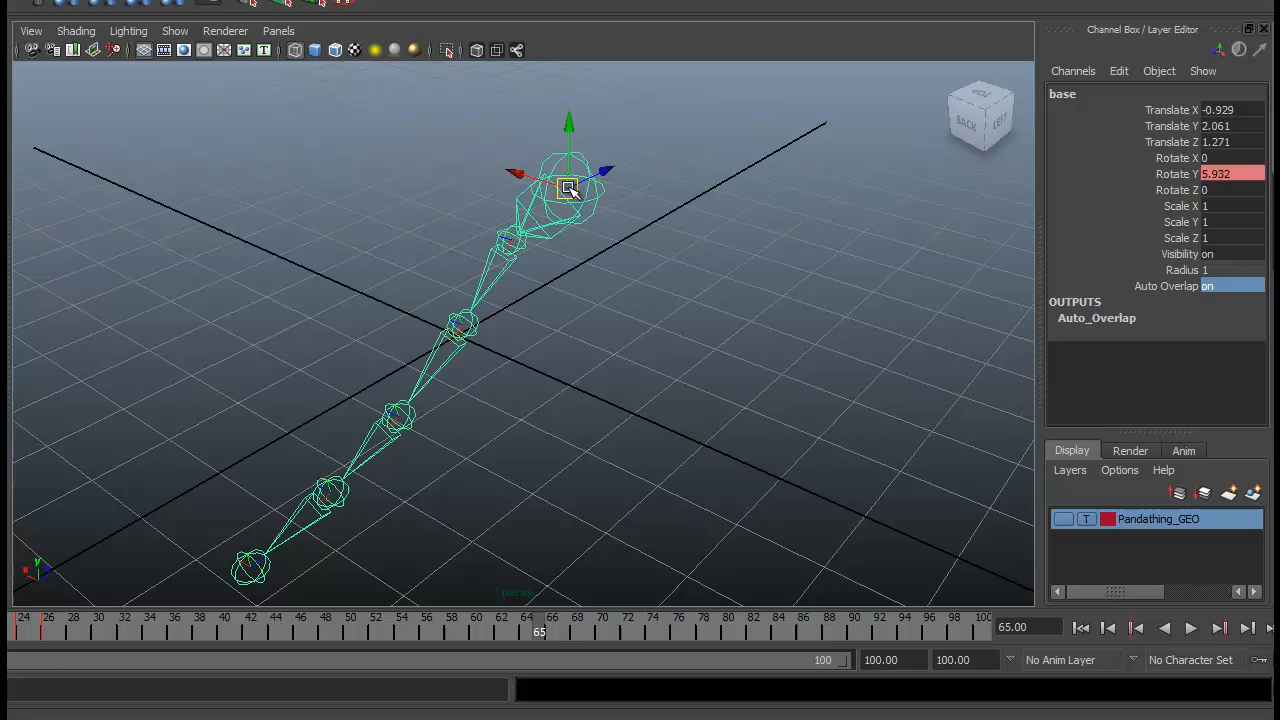 View Shading Lighting Show Renderer Panels
T
TOP
BACK
LEFT
persp
y
x
Channel Box / Layer Editor
Channels Edit Object Show
base
Translate X -0.929
Translate Y 2.061
Translate Z 1.271
Rotate X 0
Rotate Y 5.932
Rotate Z 0
Scale X 1
Scale Y 1
Scale Z 1
Visibility on
Radius 1
Auto Overlap on
OUTPUTS
Auto_Overlap
Display Render Anim
Layers Options Help
T Pandathing_GEO
24 26 28 30 32 34 36 38 40 42 44 46 48 50 52 54 56 58 60 62 64 66 68 70 72 74 76 78 80 82 84 86 88 90 92 94 96 98 100
65
65.00
100 100.00 100.00 No Anim Layer No Character Set